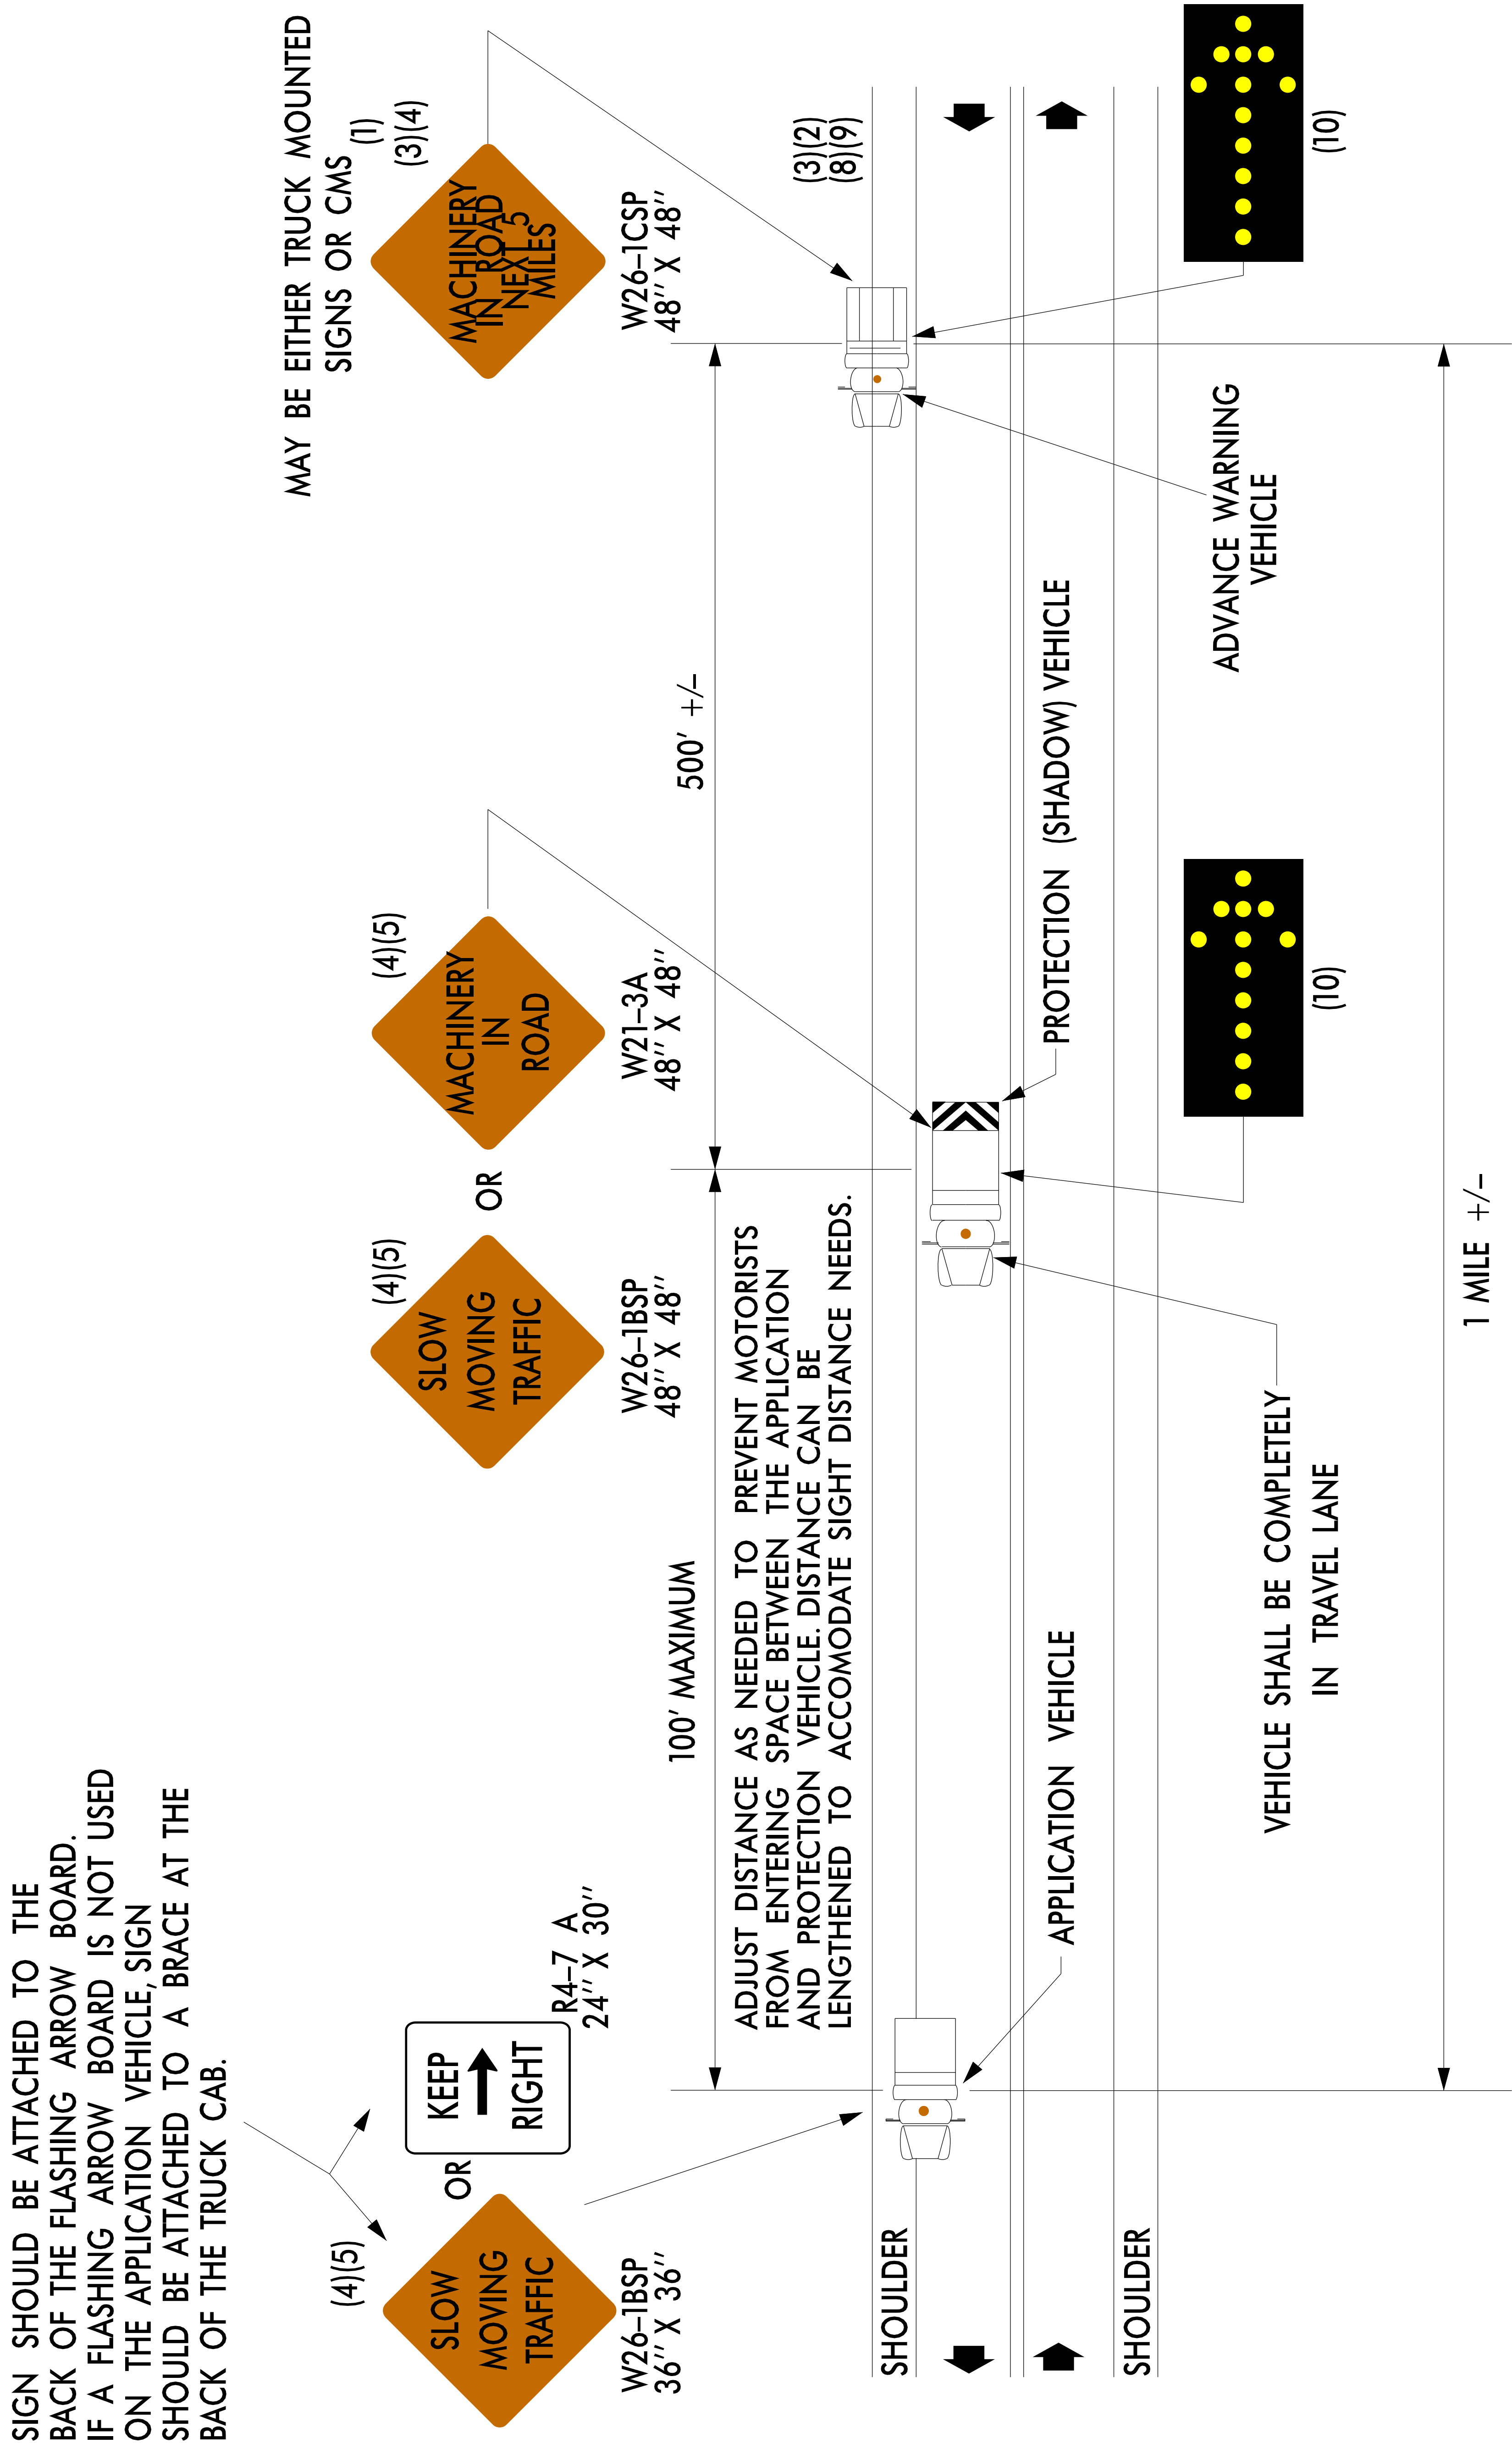 SIGN SHOULD BE ATTACHED TO THE
BACK OF THE FLASHING ARROW BOARD.
IF A FLASHING ARROW BOARD IS NOT USED
ON THE APPLICATION VEHICLE, SIGN
SHOULD BE ATTACHED TO A BRACE AT THE
BACK OF THE TRUCK CAB.
MAY BE EITHER TRUCK MOUNTED
SIGNS OR CMS
(1)
(3)(4)
MACHINERY
IN ROAD
NEXT 5
MILES
W26-1CSP
48'' X 48''
(4)(5)
MACHINERY
IN
ROAD
W21-3A
48'' X 48''
OR
(4)(5)
SLOW
MOVING
TRAFFIC
W26-1BSP
48'' X 48''
KEEP
RIGHT
R4-7 A
24'' X 30''
OR
(4)(5)
SLOW
MOVING
TRAFFIC
W26-1BSP
36'' X 36''
100' MAXIMUM
500' +/-
ADJUST DISTANCE AS NEEDED TO PREVENT MOTORISTS
FROM ENTERING SPACE BETWEEN THE APPLICATION
AND PROTECTION VEHICLE. DISTANCE CAN BE
LENGTHENED TO ACCOMODATE SIGHT DISTANCE NEEDS.
(3)(2)
(8)(9)
SHOULDER
SHOULDER
APPLICATION VEHICLE
PROTECTION (SHADOW) VEHICLE
ADVANCE WARNING
VEHICLE
VEHICLE SHALL BE COMPLETELY
IN TRAVEL LANE
(10)
(10)
1 MILE +/-